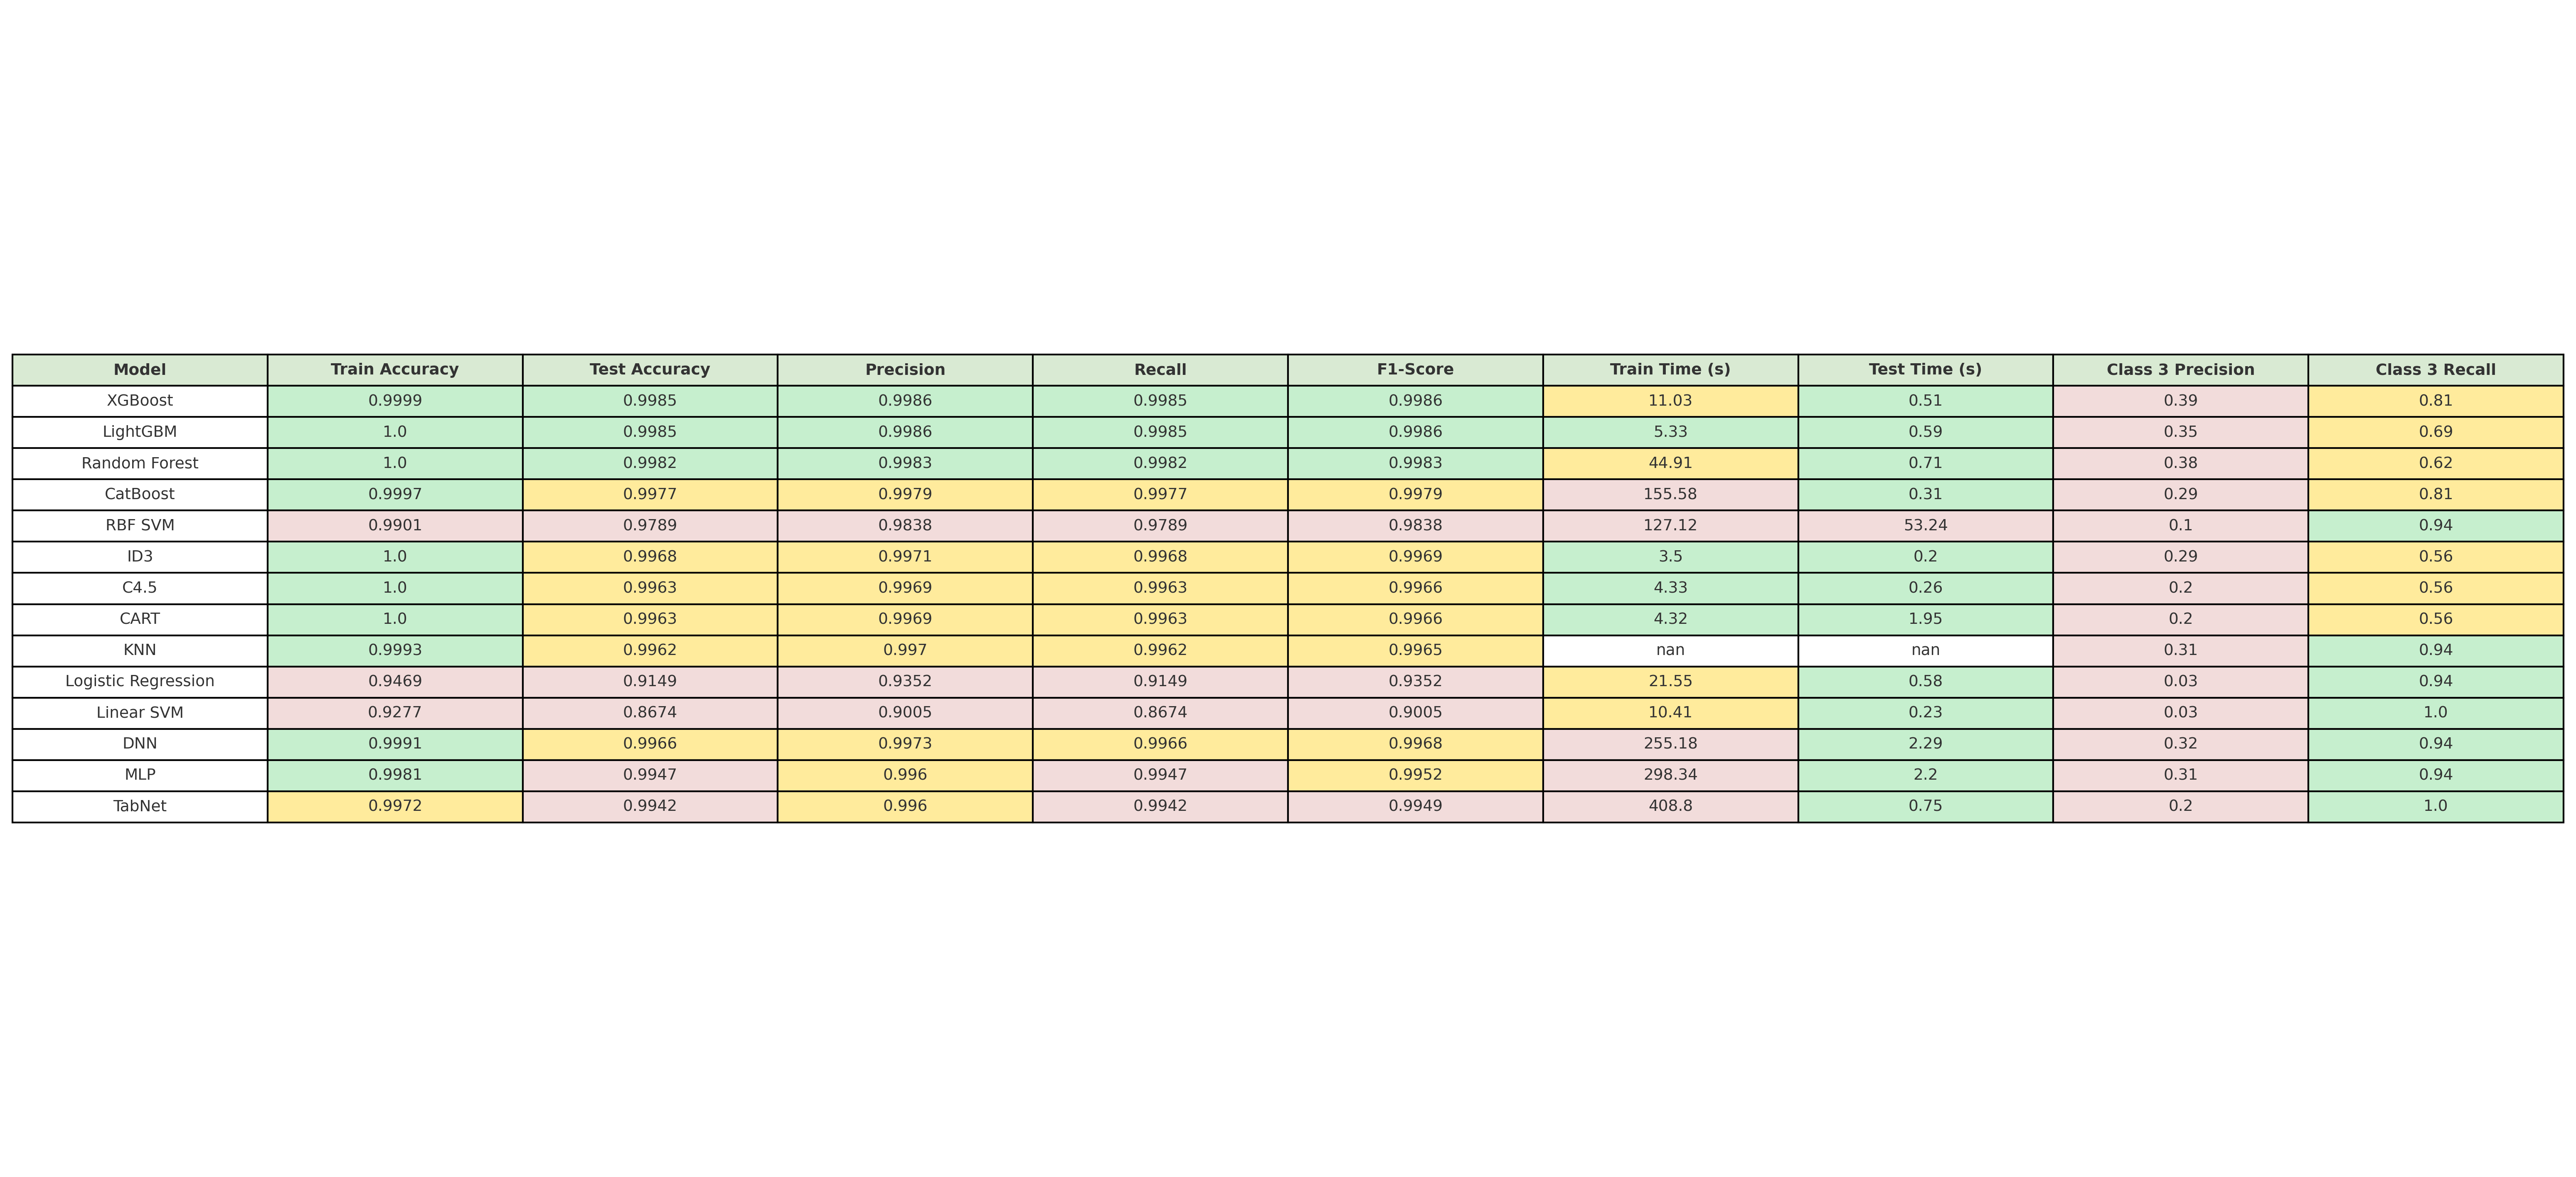 Model Train Accuracy Test Accuracy Precision Recall F1-Score Train Time (s) Test Time (s) Class 3 Precision Class 3 Recall
XGBoost 0.9999 0.9985 0.9986 0.9985 0.9986 11.03 0.51 0.39 0.81
LightGBM 1.0 0.9985 0.9986 0.9985 0.9986 5.33 0.59 0.35 0.69
Random Forest 1.0 0.9982 0.9983 0.9982 0.9983 44.91 0.71 0.38 0.62
CatBoost 0.9997 0.9977 0.9979 0.9977 0.9979 155.58 0.31 0.29 0.81
RBF SVM 0.9901 0.9789 0.9838 0.9789 0.9838 127.12 53.24 0.1 0.94
ID3 1.0 0.9968 0.9971 0.9968 0.9969 3.5 0.2 0.29 0.56
C4.5 1.0 0.9963 0.9969 0.9963 0.9966 4.33 0.26 0.2 0.56
CART 1.0 0.9963 0.9969 0.9963 0.9966 4.32 1.95 0.2 0.56
KNN 0.9993 0.9962 0.997 0.9962 0.9965 nan nan 0.31 0.94
Logistic Regression 0.9469 0.9149 0.9352 0.9149 0.9352 21.55 0.58 0.03 0.94
Linear SVM 0.9277 0.8674 0.9005 0.8674 0.9005 10.41 0.23 0.03 1.0
DNN 0.9991 0.9966 0.9973 0.9966 0.9968 255.18 2.29 0.32 0.94
MLP 0.9981 0.9947 0.996 0.9947 0.9952 298.34 2.2 0.31 0.94
TabNet 0.9972 0.9942 0.996 0.9942 0.9949 408.8 0.75 0.2 1.0